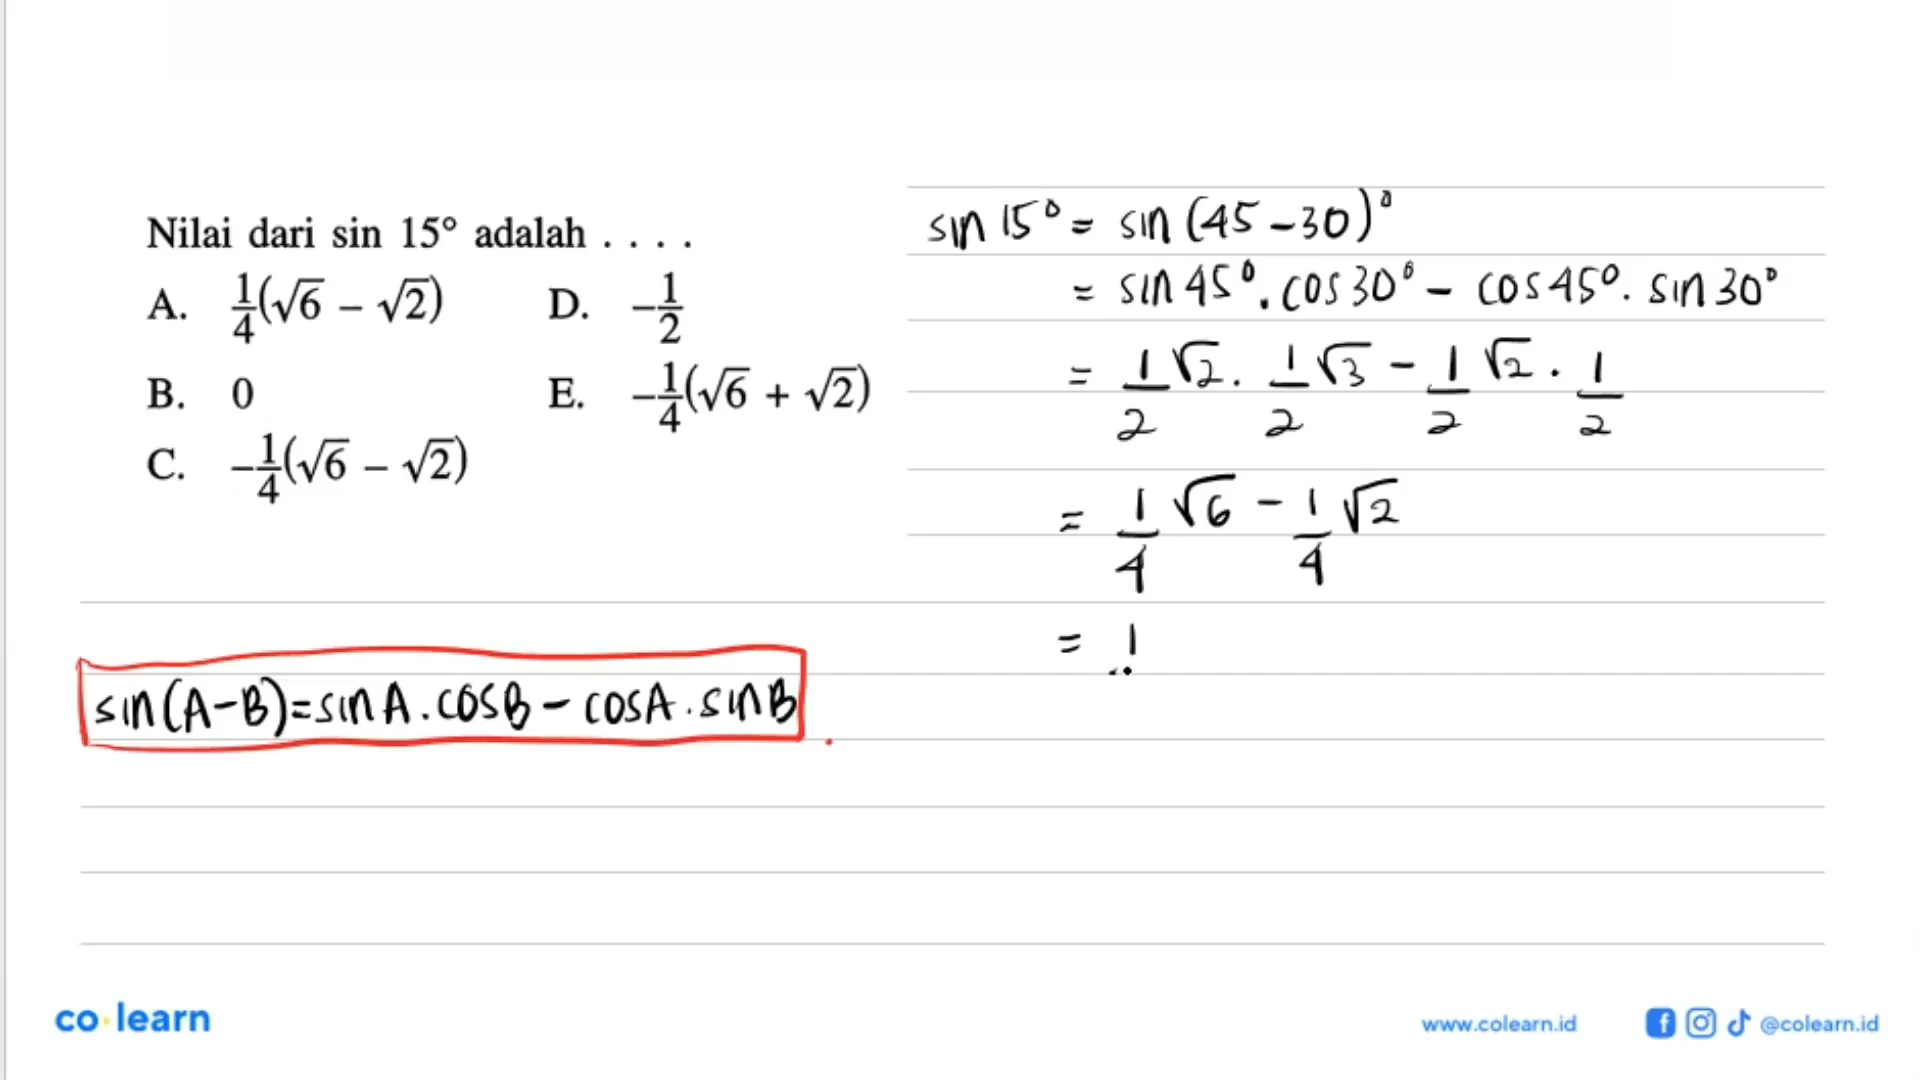 Nilai dari sin 15° adalah . . . .
A. 1/4(√6 – √2)
B. 0
C. –1/4(√6 – √2)
D. –1/2
E. –1/4(√6 + √2)
sin(A-B)=sin A . cos B - cos A . sin B
sin 15° = sin (45 - 30)°
= sin 45° . cos 30° - cos 45° . sin 30°
= 1/2 √2 . 1/2 √3 - 1/2 √2 . 1/2
= 1/4 √6 - 1/4 √2
= 1
co learn
www.colearn.id
@colearn.id